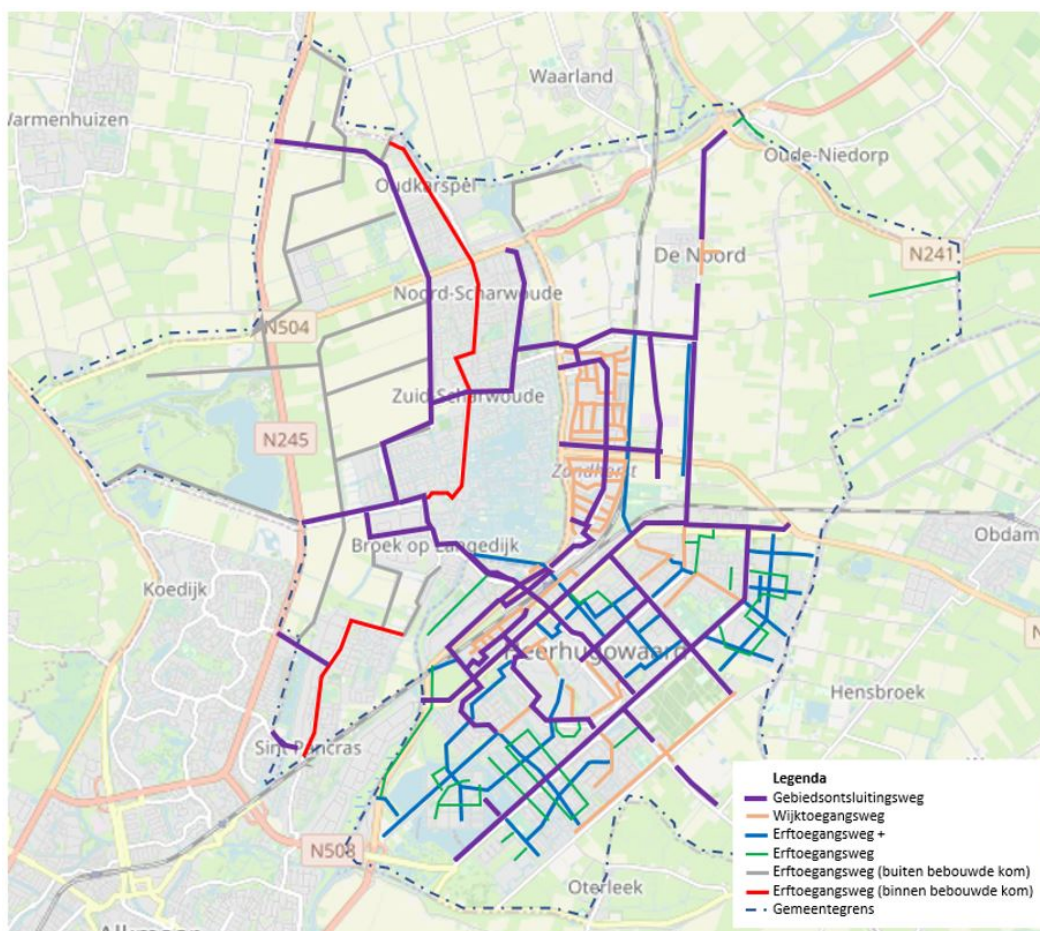 Waarland
Warmenhuizen
Oude-Niedorp
Oudkarspel
De Noord
N241
Noord-Scharwoude
N504
Zuid-Scharwoude
N245
Zandhorst
Obdam
Broek op Langedijk
Koedijk
Heerhugowaard
Hensbroek
Sint Pancras
N508
Oterleek
Alkmaar
Legenda
Gebiedsontsluitingsweg
Wijktoegangsweg
Erftoegangsweg +
Erftoegangsweg
Erftoegangsweg (buiten bebouwde kom)
Erftoegangsweg (binnen bebouwde kom)
Gemeentegrens